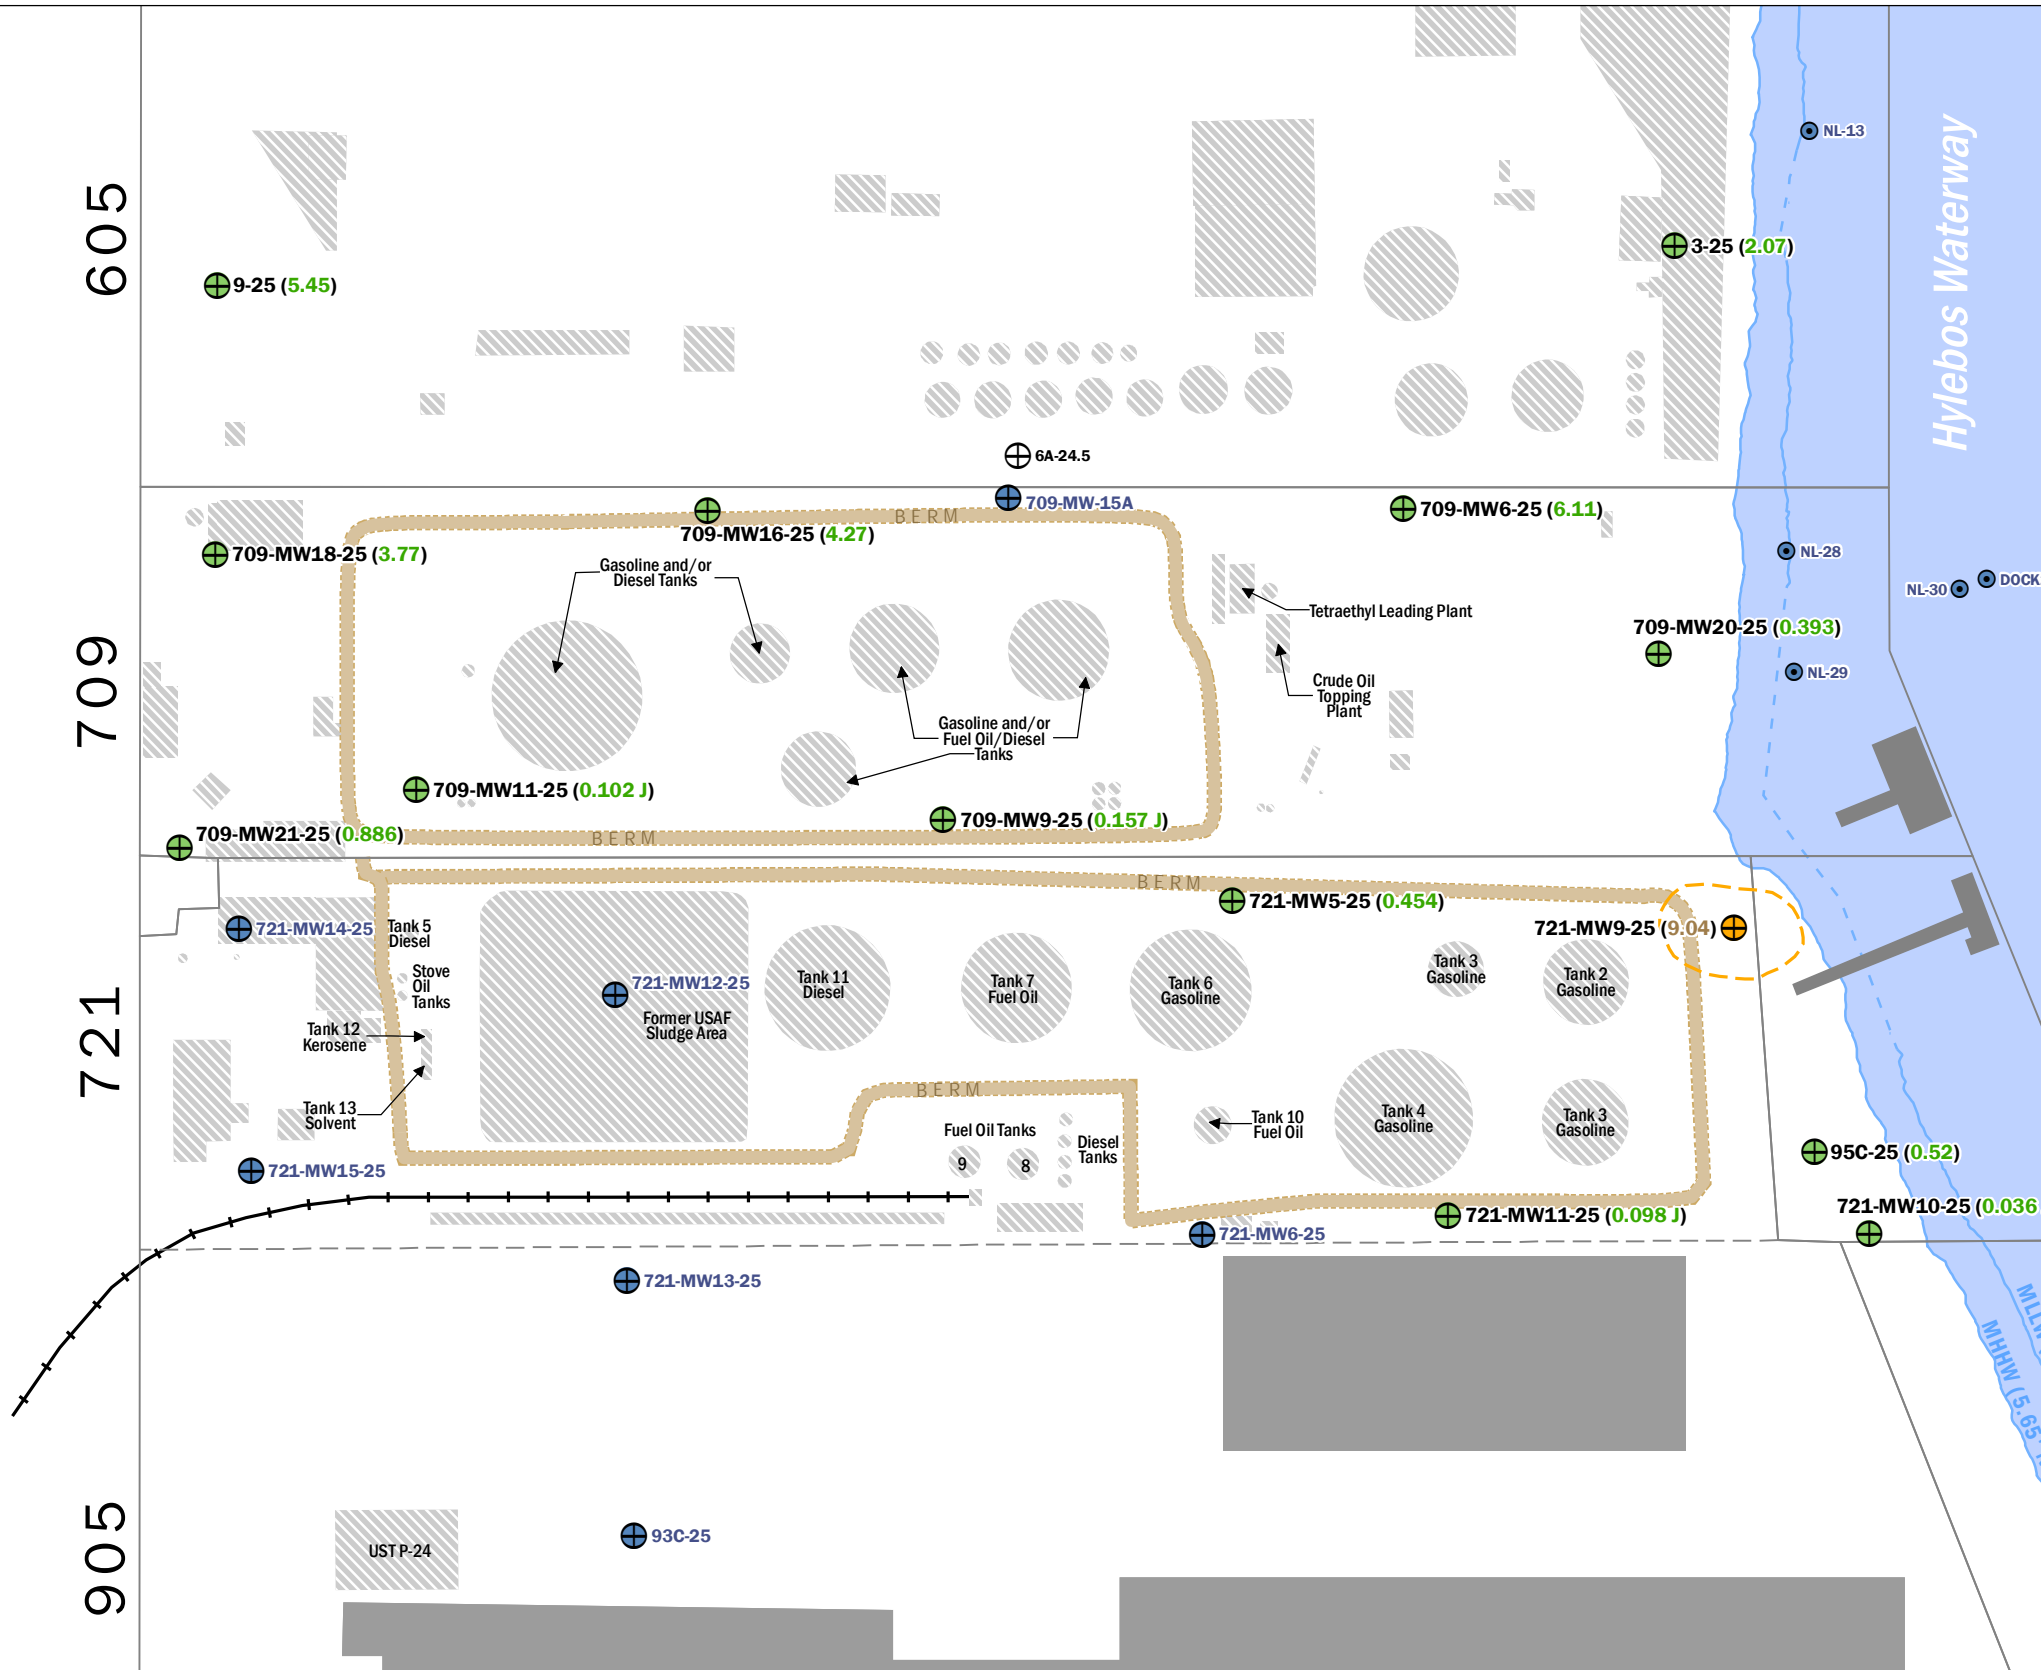 605
NL-13
Hylebos Waterway
3-25 (2.07)
9-25 (5.45)
6A-24.5
709
709-MW-15A
BERM
709-MW6-25 (6.11)
709-MW16-25 (4.27)
709-MW18-25 (3.77)
NL-28
DOCK
NL-30
Gasoline and/or
Diesel Tanks
Tetraethyl Leading Plant
709-MW20-25 (0.393)
NL-29
Crude Oil
Topping
Plant
Gasoline and/or
Fuel Oil/Diesel
Tanks
709-MW11-25 (0.102 J)
709-MW9-25 (0.157 J)
709-MW21-25 (0.886)
BERM
721
BERM
721-MW5-25 (0.454)
721-MW14-25
Tank 5
Diesel
721-MW9-25 (9.04)
Stove
Oil
Tanks
721-MW12-25
Tank 11
Diesel
Tank 7
Fuel Oil
Tank 6
Gasoline
Tank 3
Gasoline
Tank 2
Gasoline
Former USAF
Sludge Area
Tank 12
Kerosene
BERM
Tank 13
Solvent
Fuel Oil Tanks
9
8
Diesel
Tanks
Tank 10
Fuel Oil
Tank 4
Gasoline
Tank 3
Gasoline
95C-25 (0.52)
721-MW15-25
721-MW10-25 (0.036
721-MW11-25 (0.098 J)
721-MW6-25
721-MW13-25
MLLW
MHHW (5.65'
905
93C-25
UST P-24